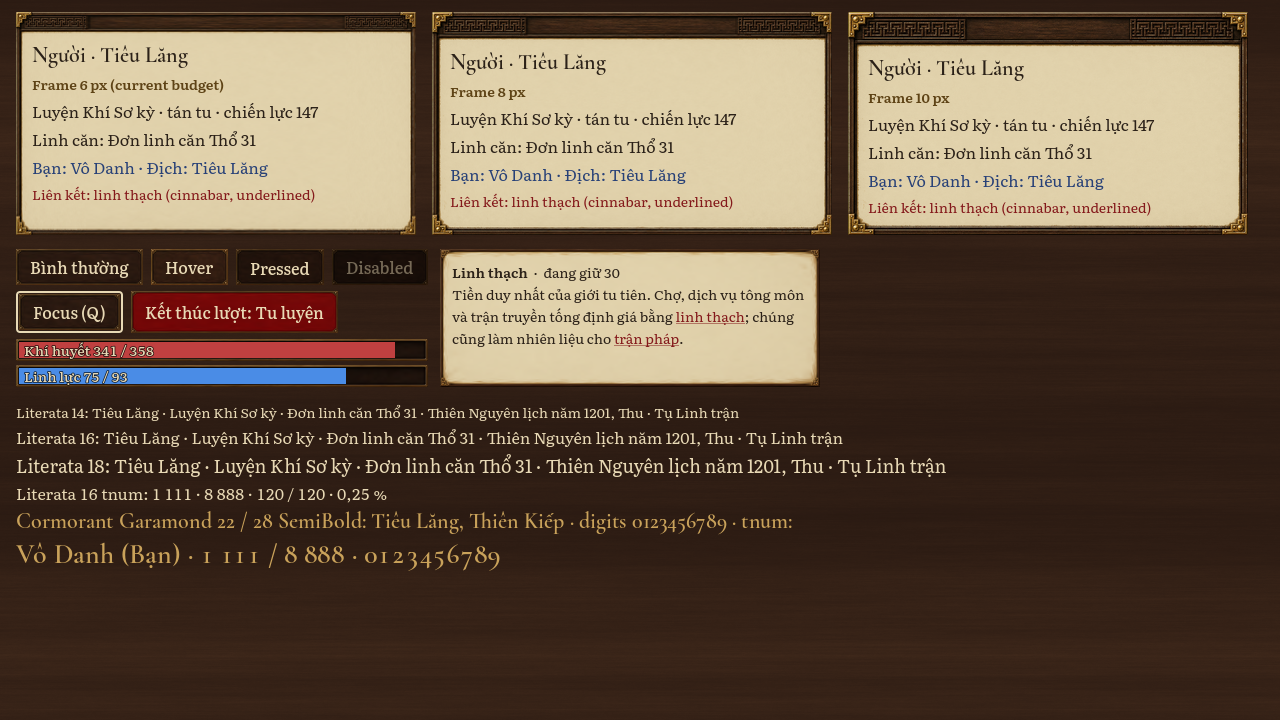 Người · Tiêu Lăng
Frame 6 px (current budget)
Luyện Khí Sơ kỳ · tán tu · chiến lực 147
Linh căn: Đơn linh căn Thổ 31
Bạn: Vô Danh · Địch: Tiêu Lăng
Liên kết: linh thạch (cinnabar, underlined)
Người · Tiêu Lăng
Frame 8 px
Luyện Khí Sơ kỳ · tán tu · chiến lực 147
Linh căn: Đơn linh căn Thổ 31
Bạn: Vô Danh · Địch: Tiêu Lăng
Liên kết: linh thạch (cinnabar, underlined)
Người · Tiêu Lăng
Frame 10 px
Luyện Khí Sơ kỳ · tán tu · chiến lực 147
Linh căn: Đơn linh căn Thổ 31
Bạn: Vô Danh · Địch: Tiêu Lăng
Liên kết: linh thạch (cinnabar, underlined)
Bình thường Hover Pressed Disabled
Focus (Q) Kết thúc lượt: Tu luyện
Khí huyết 341 / 358
Linh lực 75 / 93
Linh thạch · đang giữ 30
Tiền duy nhất của giới tu tiên. Chợ, dịch vụ tông môn
và trận truyền tống định giá bằng linh thạch; chúng
cũng làm nhiên liệu cho trận pháp.
Literata 14: Tiêu Lăng · Luyện Khí Sơ kỳ · Đơn linh căn Thổ 31 · Thiên Nguyên lịch năm 1201, Thu · Tụ Linh trận
Literata 16: Tiêu Lăng · Luyện Khí Sơ kỳ · Đơn linh căn Thổ 31 · Thiên Nguyên lịch năm 1201, Thu · Tụ Linh trận
Literata 18: Tiêu Lăng · Luyện Khí Sơ kỳ · Đơn linh căn Thổ 31 · Thiên Nguyên lịch năm 1201, Thu · Tụ Linh trận
Literata 16 tnum: 1 111 · 8 888 · 120 / 120 · 0,25 %
Cormorant Garamond 22 / 28 SemiBold: Tiêu Lăng, Thiên Kiếp · digits 0123456789 · tnum:
Vô Danh (Bạn) · 1 111 / 8 888 · 0123456789